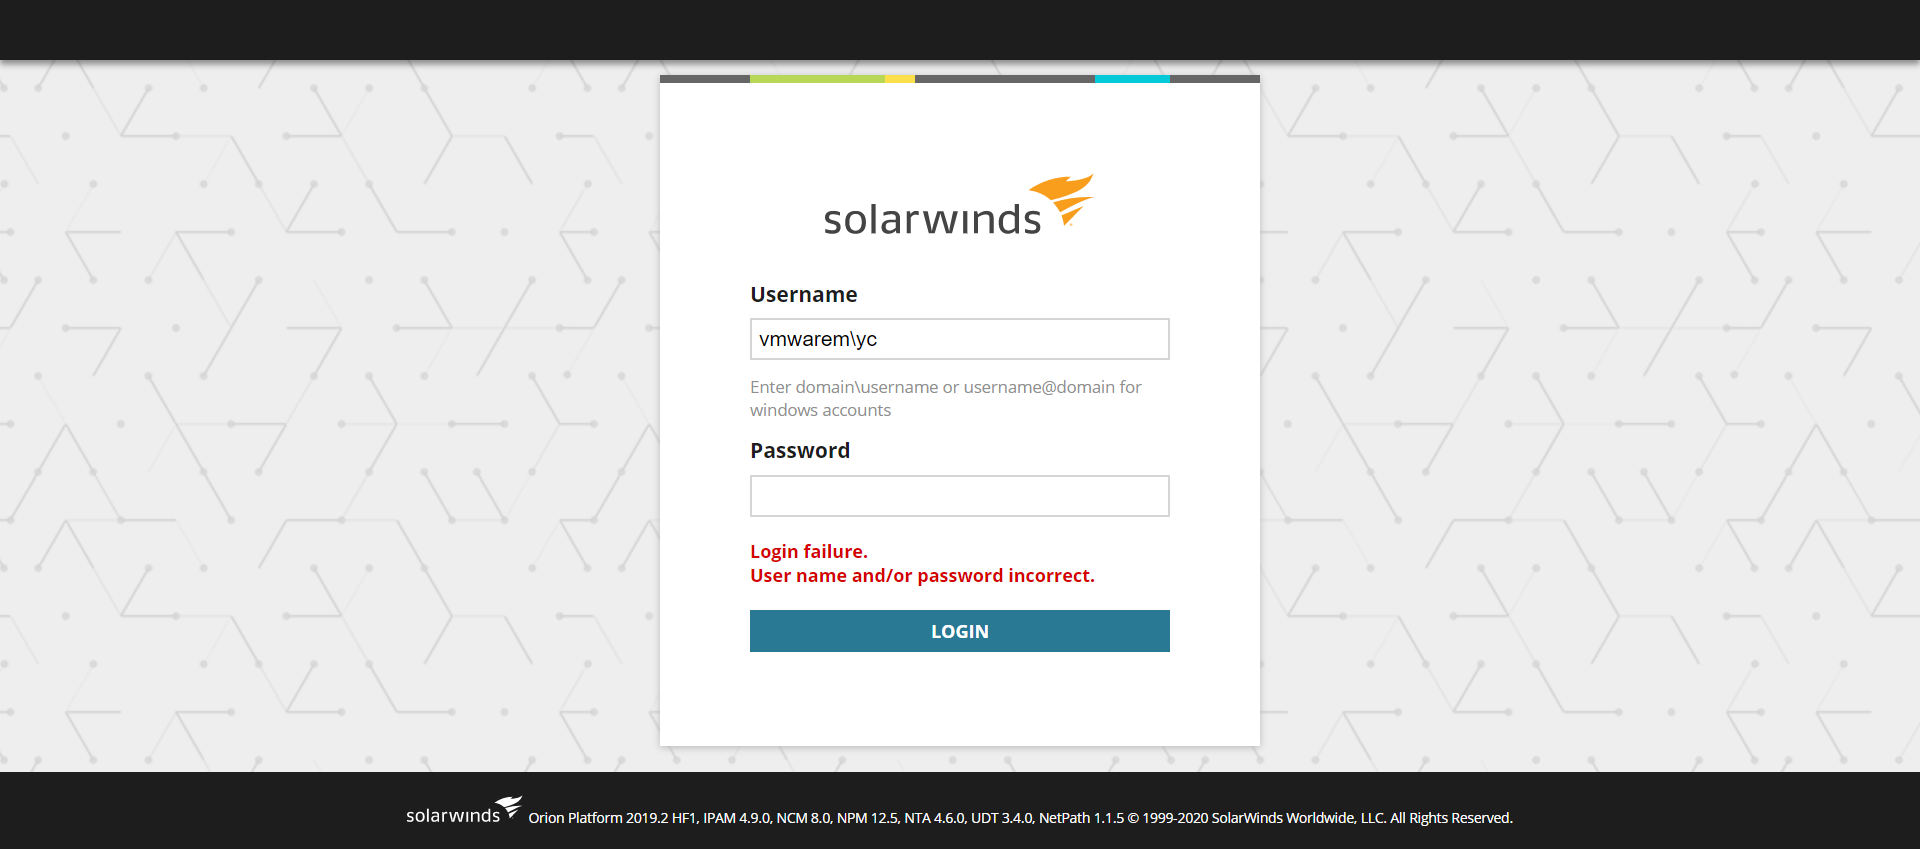 solarwinds
Username
vmwarem\yc
Enter domain\username or username@domain for
windows accounts
Password
Login failure.
User name and/or password incorrect.
LOGIN
solarwinds Orion Platform 2019.2 HF1, IPAM 4.9.0, NCM 8.0, NPM 12.5, NTA 4.6.0, UDT 3.4.0, NetPath 1.1.5 © 1999-2020 SolarWinds Worldwide, LLC. All Rights Reserved.